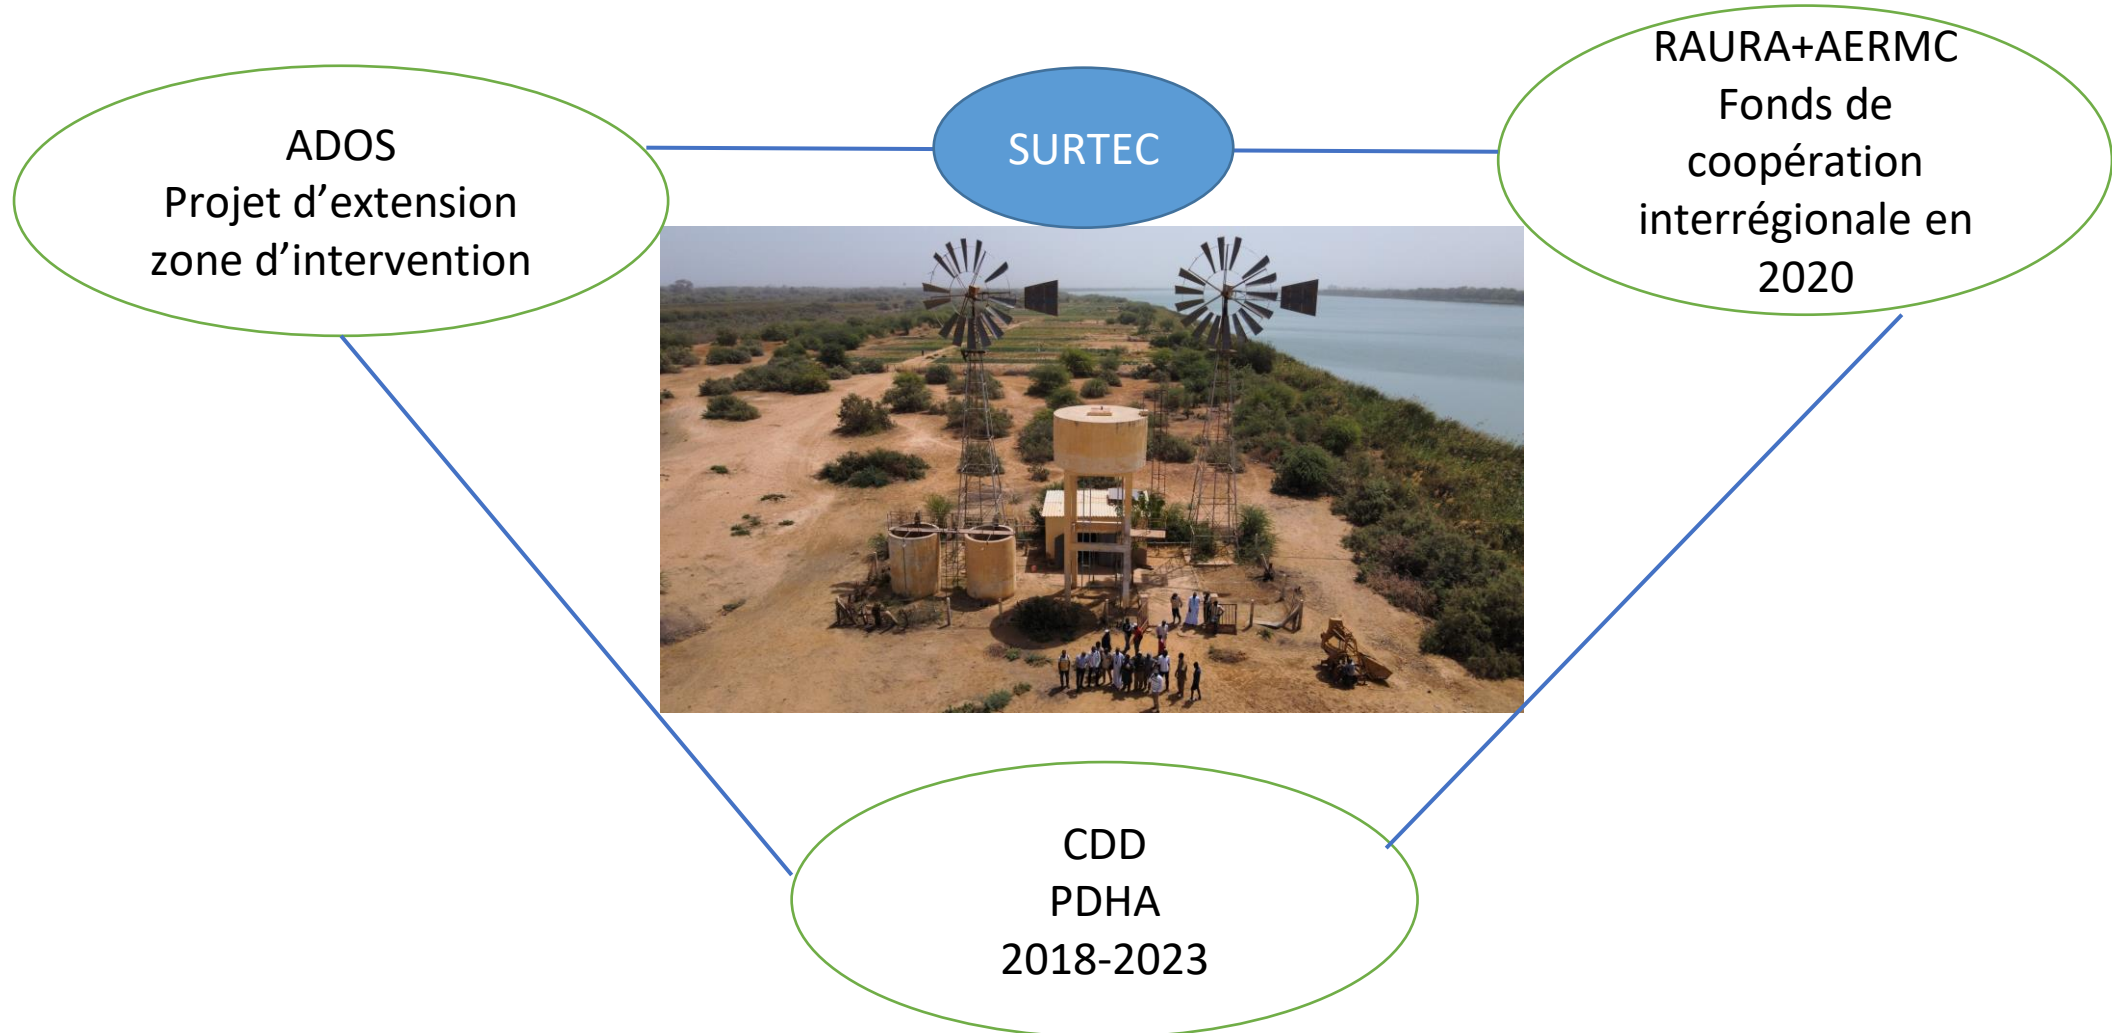 ADOS
Projet d’extension
zone d’intervention
SURTEC
RAURA+AERMC
Fonds de
coopération
interrégionale en
2020
CDD
PDHA
2018-2023